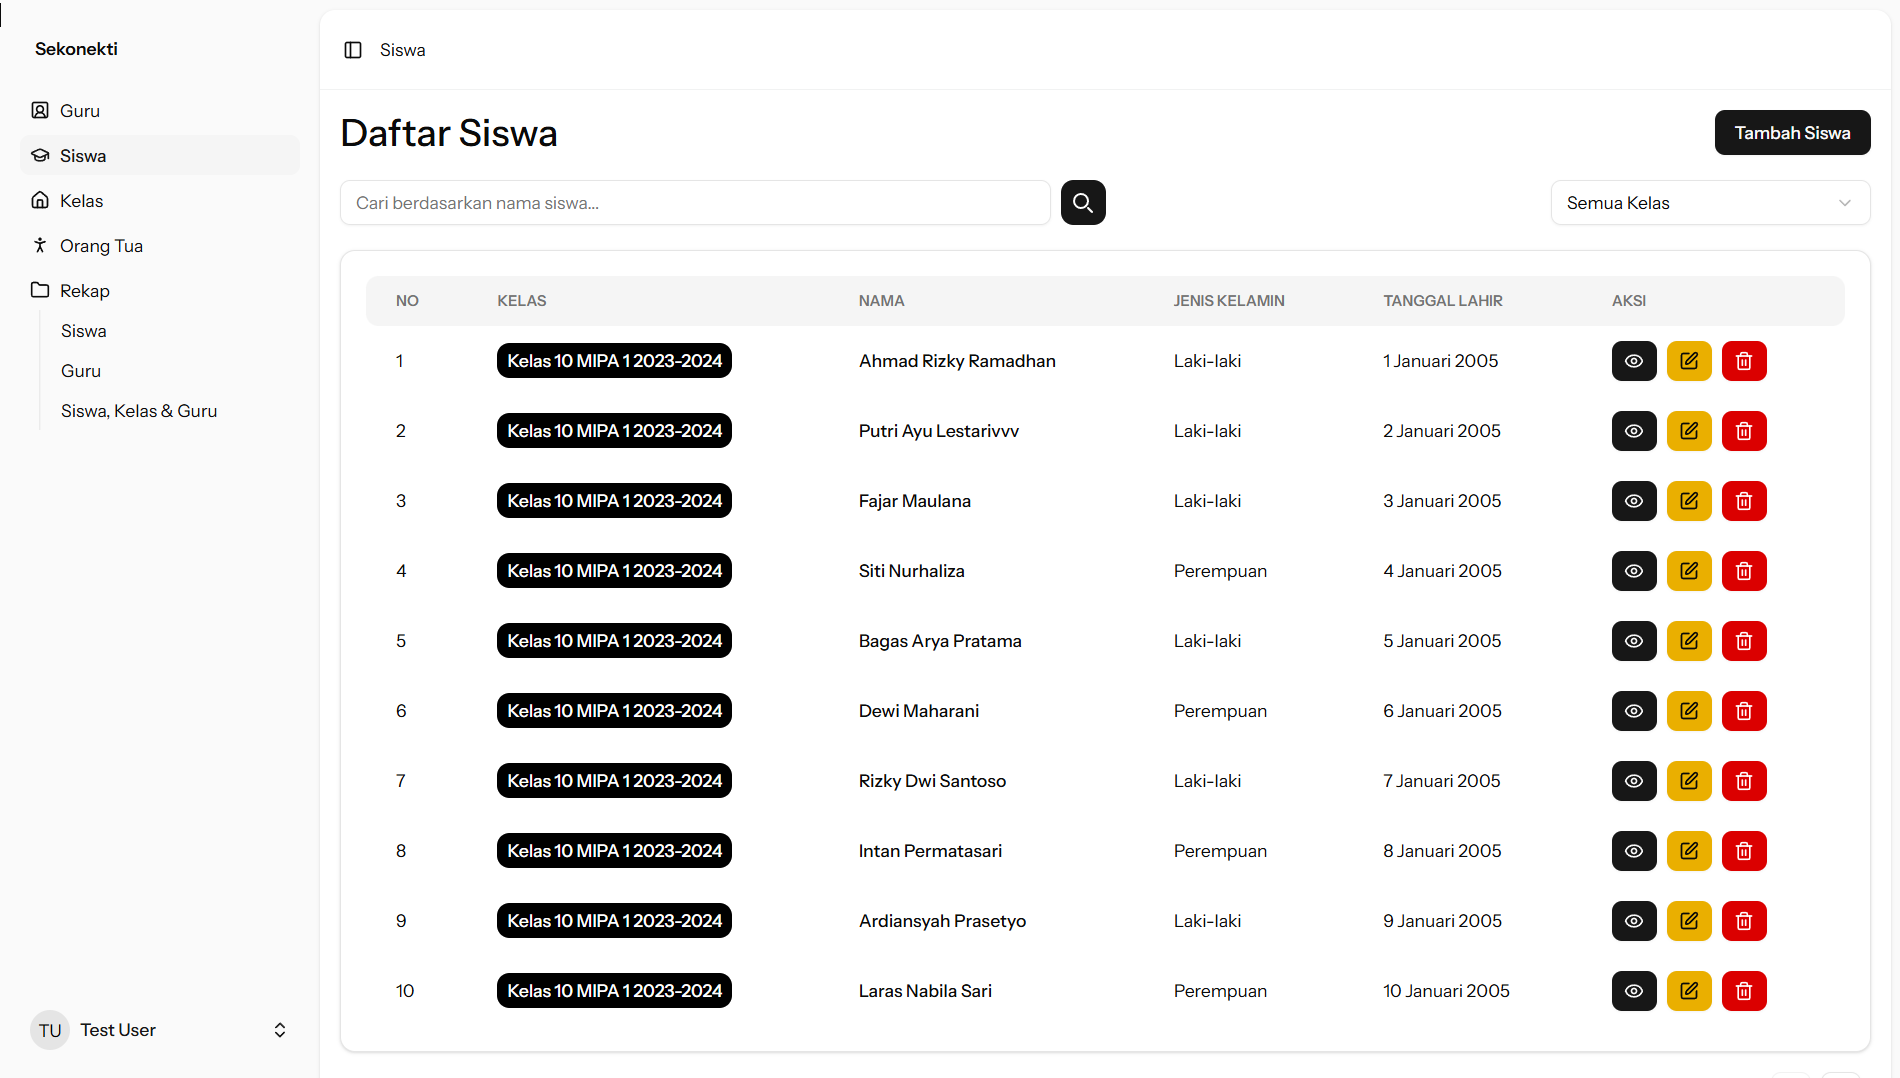 Sekonekti
Guru
Siswa
Kelas
Orang Tua
Rekap
Siswa
Guru
Siswa, Kelas & Guru
TU Test User
Siswa
Daftar Siswa
Tambah Siswa
Cari berdasarkan nama siswa...
Semua Kelas
NO KELAS NAMA JENIS KELAMIN TANGGAL LAHIR AKSI
1 Kelas 10 MIPA 1 2023-2024 Ahmad Rizky Ramadhan Laki-laki 1 Januari 2005
2 Kelas 10 MIPA 1 2023-2024 Putri Ayu Lestarivvv Laki-laki 2 Januari 2005
3 Kelas 10 MIPA 1 2023-2024 Fajar Maulana Laki-laki 3 Januari 2005
4 Kelas 10 MIPA 1 2023-2024 Siti Nurhaliza Perempuan 4 Januari 2005
5 Kelas 10 MIPA 1 2023-2024 Bagas Arya Pratama Laki-laki 5 Januari 2005
6 Kelas 10 MIPA 1 2023-2024 Dewi Maharani Perempuan 6 Januari 2005
7 Kelas 10 MIPA 1 2023-2024 Rizky Dwi Santoso Laki-laki 7 Januari 2005
8 Kelas 10 MIPA 1 2023-2024 Intan Permatasari Perempuan 8 Januari 2005
9 Kelas 10 MIPA 1 2023-2024 Ardiansyah Prasetyo Laki-laki 9 Januari 2005
10 Kelas 10 MIPA 1 2023-2024 Laras Nabila Sari Perempuan 10 Januari 2005